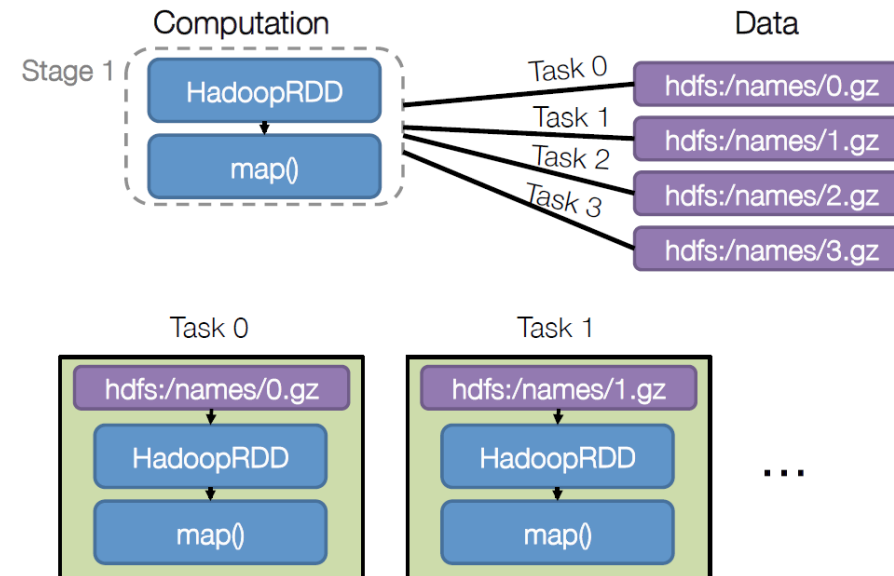 Computation
Data
Stage 1
HadoopRDD
map()
Task 0
Task 1
Task 2
Task 3
hdfs:/names/0.gz
hdfs:/names/1.gz
hdfs:/names/2.gz
hdfs:/names/3.gz
Task 0
hdfs:/names/0.gz
HadoopRDD
map()
Task 1
hdfs:/names/1.gz
HadoopRDD
map()
...